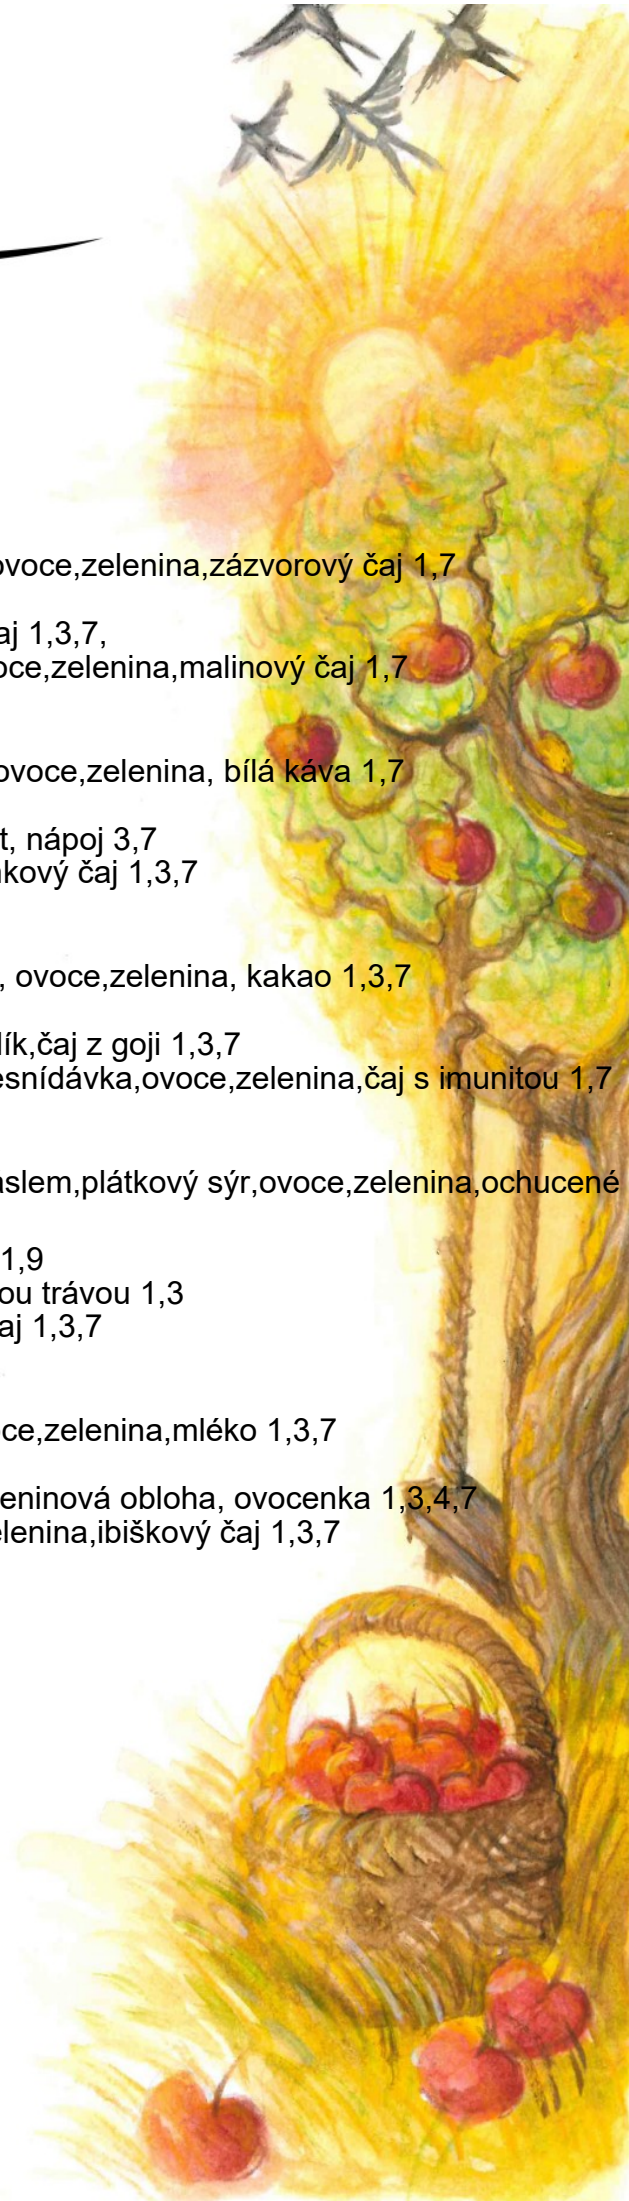 ovoce,zelenina,zázvorový čaj 1,7
aj 1,3,7,
oce,zelenina,malinový čaj 1,7
ovoce,zelenina, bílá káva 1,7
t, nápoj 3,7
nkový čaj 1,3,7
, ovoce,zelenina, kakao 1,3,7
lík,čaj z goji 1,3,7
esnídávka,ovoce,zelenina,čaj s imunitou 1,7
aslem,plátkový sýr,ovoce,zelenina,ochucené
1,9
ou trávou 1,3
aj 1,3,7
ce,zelenina,mléko 1,3,7
eninová obloha, ovocenka 1,3,4,7
elenina,ibiškový čaj 1,3,7